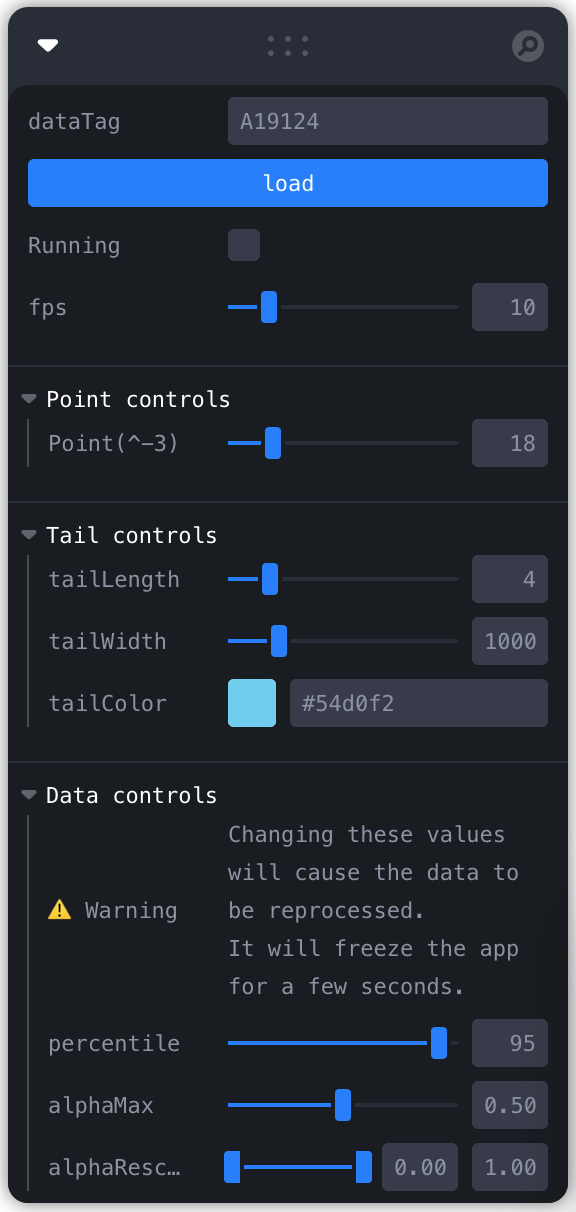 dataTag A19124
load
Running
fps 10
Point controls
Point(^−3) 18
Tail controls
tailLength 4
tailWidth 1000
tailColor #54d0f2
Data controls
Changing these values
will cause the data to
⚠️ Warning be reprocessed.
It will freeze the app
for a few seconds.
percentile 95
alphaMax 0.50
alphaResc… 0.00 1.00